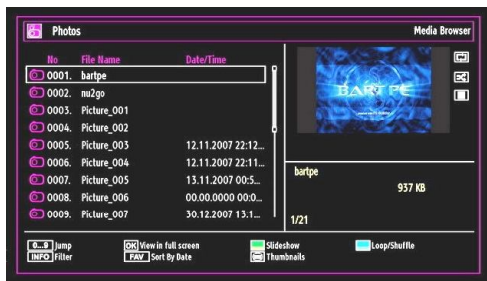 Photos Media Browser
No File Name Date/Time
0001. bartpe
0002. nu2go
0003. Picture_001
0004. Picture_002
0005. Picture_003 12.11.2007 22:12...
0006. Picture_004 12.11.2007 22:11...
0007. Picture_005 13.11.2007 00:5...
0008. Picture_006 00.00.0000 00:0...
0009. Picture_007 30.12.2007 13.1...
BART PE
bartpe
937 KB
1/21
0...9 Jump OK View in full screen Slideshow Loop/Shuffle
INFO Filter FAV Sort By Date Thumbnails